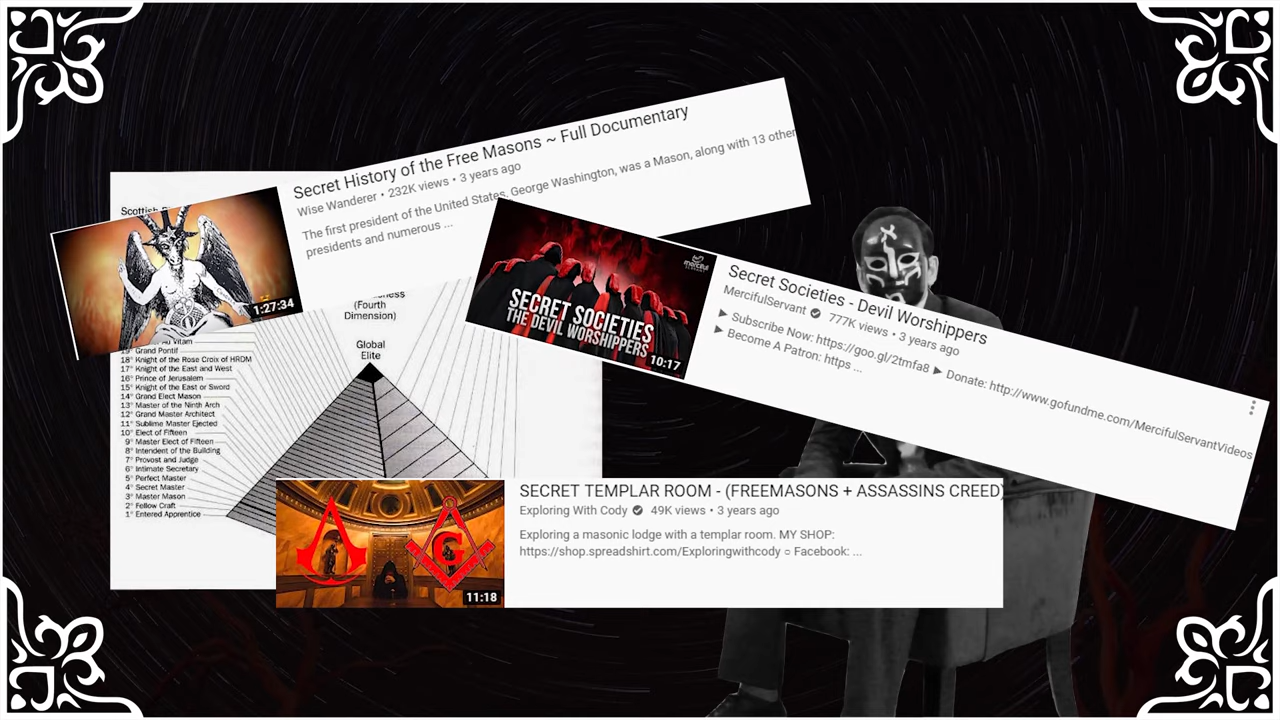 Secret History of the Free Masons ~ Full Documentary
Wise Wanderer • 232K views • 3 years ago
The first president of the United States, George Washington, was a Mason, along with 13 other
presidents and numerous ...
1:27:34
Secret Societies - Devil Worshippers
MercifulServant 777K views • 3 years ago
▶ Subscribe Now: https://goo.gl/2tmfa8 ▶ Donate: http://www.gofundme.com/MercifulServantVideos
▶ Become A Patron: https ...
merciful
SECRET SOCIETIES
THE DEVIL WORSHIPPERS
10:17
Scottish
(Fourth
Dimension)
Global
Elite
Vitam
19° Grand Pontif
18° Knight of the Rose Croix of HRDM
17° Knight of the East and West
16° Prince of Jerusalem
15° Knight of the East or Sword
14° Grand Elect Mason
13° Master of the Ninth Arch
12° Grand Master Architect
11° Sublime Master Ejected
10° Elect of Fifteen
9° Master Elect of Fifteen
8° Intendent of the Building
7° Provost and Judge
6° Intimate Secretary
5° Perfect Master
4° Secret Master
3° Master Mason
2° Fellow Craft
1° Entered Apprentice
SECRET TEMPLAR ROOM - (FREEMASONS + ASSASSINS CREED)
Exploring With Cody 49K views • 3 years ago
Exploring a masonic lodge with a templar room. MY SHOP:
https://shop.spreadshirt.com/Exploringwithcody ○ Facebook: ...
G
11:18